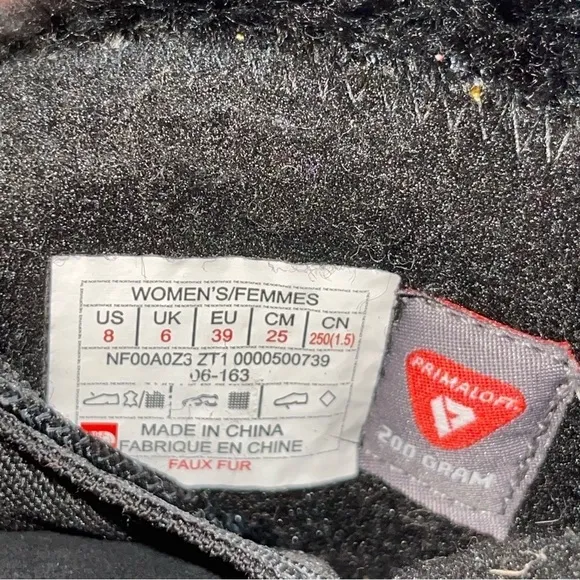 WOMEN'S/FEMMES
US UK EU CM CN
8 6 39 25 250(1.5)
NF00A0Z3 ZT1 0000500739
06-163
MADE IN CHINA
FABRIQUE EN CHINE
FAUX FUR
PRIMALOFT
200 GRAM